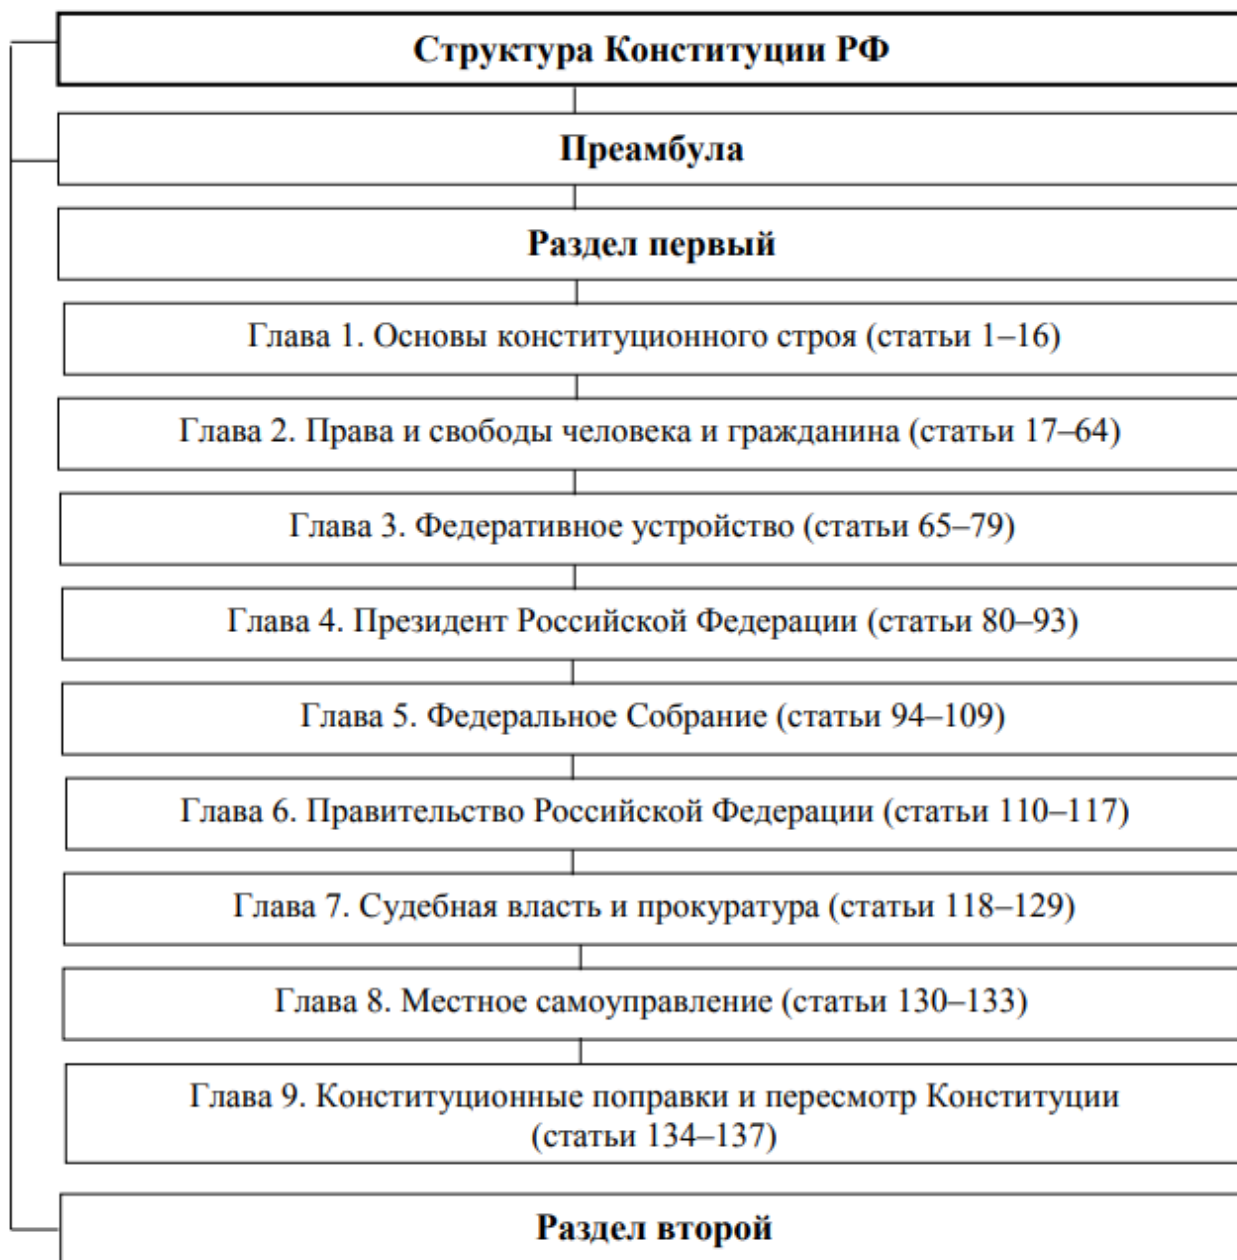 Структура Конституции РФ
Преамбула
Раздел первый
Глава 1. Основы конституционного строя (статьи 1–16)
Глава 2. Права и свободы человека и гражданина (статьи 17–64)
Глава 3. Федеративное устройство (статьи 65–79)
Глава 4. Президент Российской Федерации (статьи 80–93)
Глава 5. Федеральное Собрание (статьи 94–109)
Глава 6. Правительство Российской Федерации (статьи 110–117)
Глава 7. Судебная власть и прокуратура (статьи 118–129)
Глава 8. Местное самоуправление (статьи 130–133)
Глава 9. Конституционные поправки и пересмотр Конституции
(статьи 134–137)
Раздел второй